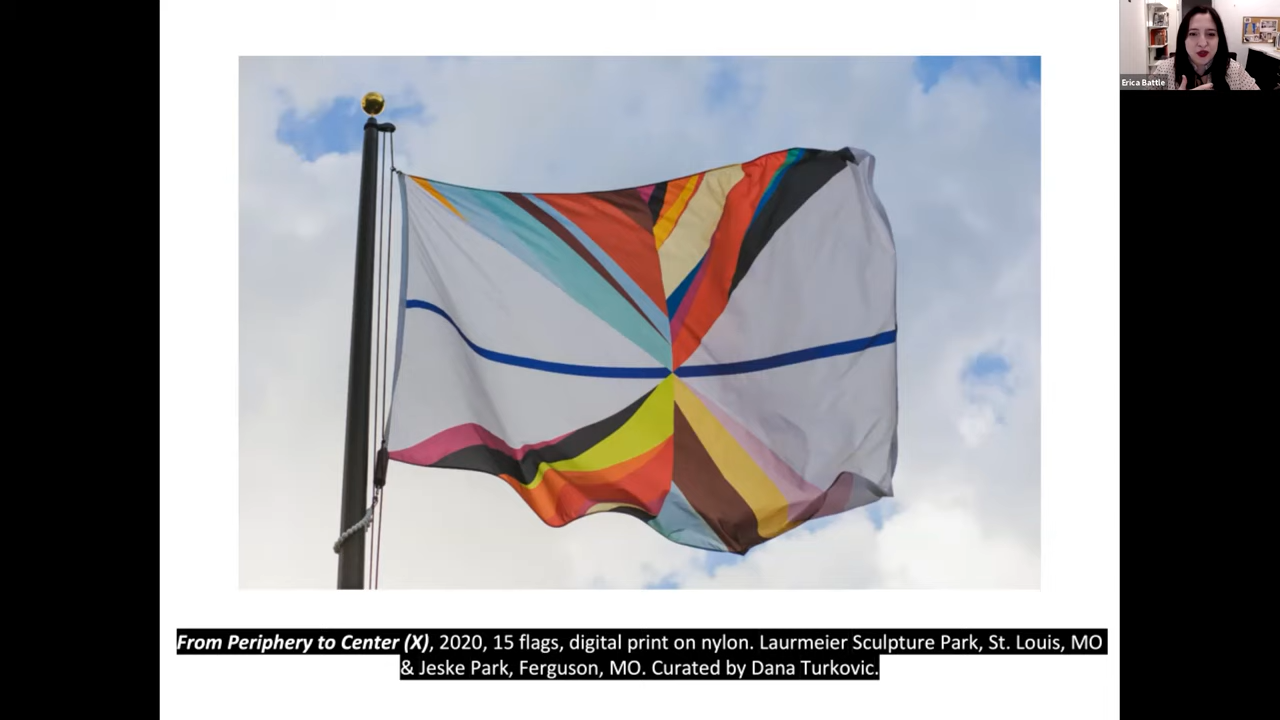 Erica Battle
From Periphery to Center (X), 2020, 15 flags, digital print on nylon. Laurmeier Sculpture Park, St. Louis, MO
& Jeske Park, Ferguson, MO. Curated by Dana Turkovic.